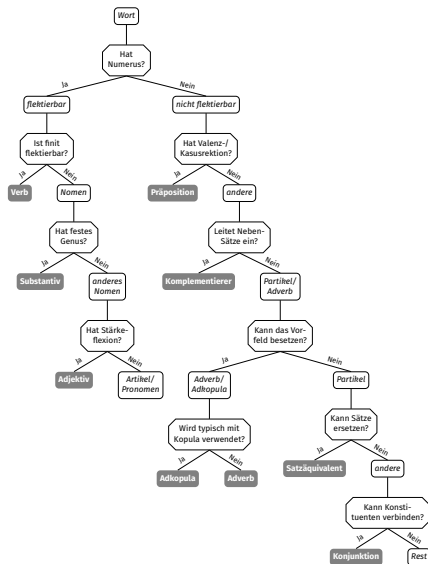 Wort
Hat
Numerus?
Ja
Nein
flektierbar
nicht flektierbar
Ist finit
flektierbar?
Hat Valenz-/
Kasusrektion?
Ja
Nein
Ja
Nein
Verb
Nomen
Präposition
andere
Hat festes
Genus?
Leitet Neben-
Sätze ein?
Ja
Nein
Ja
Nein
Substantiv
anderes
Nomen
Komplementierer
Partikel/
Adverb
Hat Stärke-
flexion?
Kann das Vor-
feld besetzen?
Ja
Nein
Ja
Nein
Adjektiv
Artikel/
Pronomen
Adverb/
Adkopula
Partikel
Wird typisch mit
Kopula verwendet?
Kann Sätze
ersetzen?
Ja
Nein
Ja
Nein
Adkopula
Adverb
Satzäquivalent
andere
Kann Konsti-
tuenten verbinden?
Ja
Nein
Konjunktion
Rest